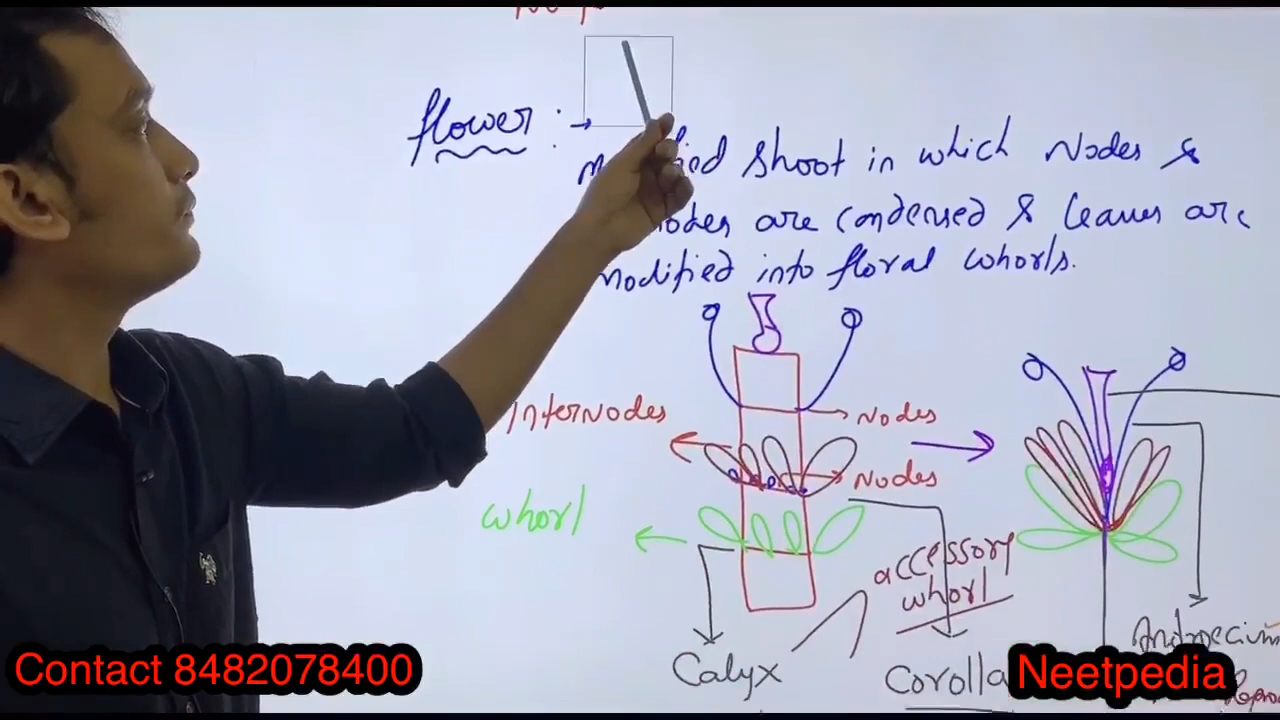 flower :→
shoot in which Nodes &
are condensed & leaves are
modified into floral whorls.
Internodes
Nodes
Nodes
whorl
accessory
whorl
Calyx
Corolla
Androecium
Contact 8482078400
Neetpedia